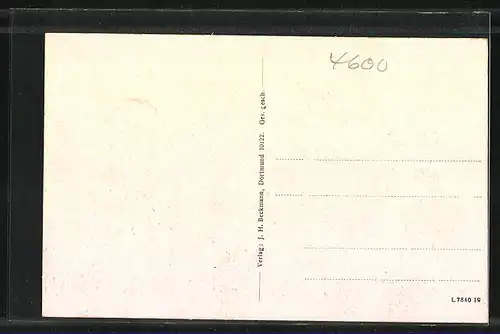 4600
Verlag: J. H. Beckmann, Dortmund 10122. Ges. gesch.
L 7840 19